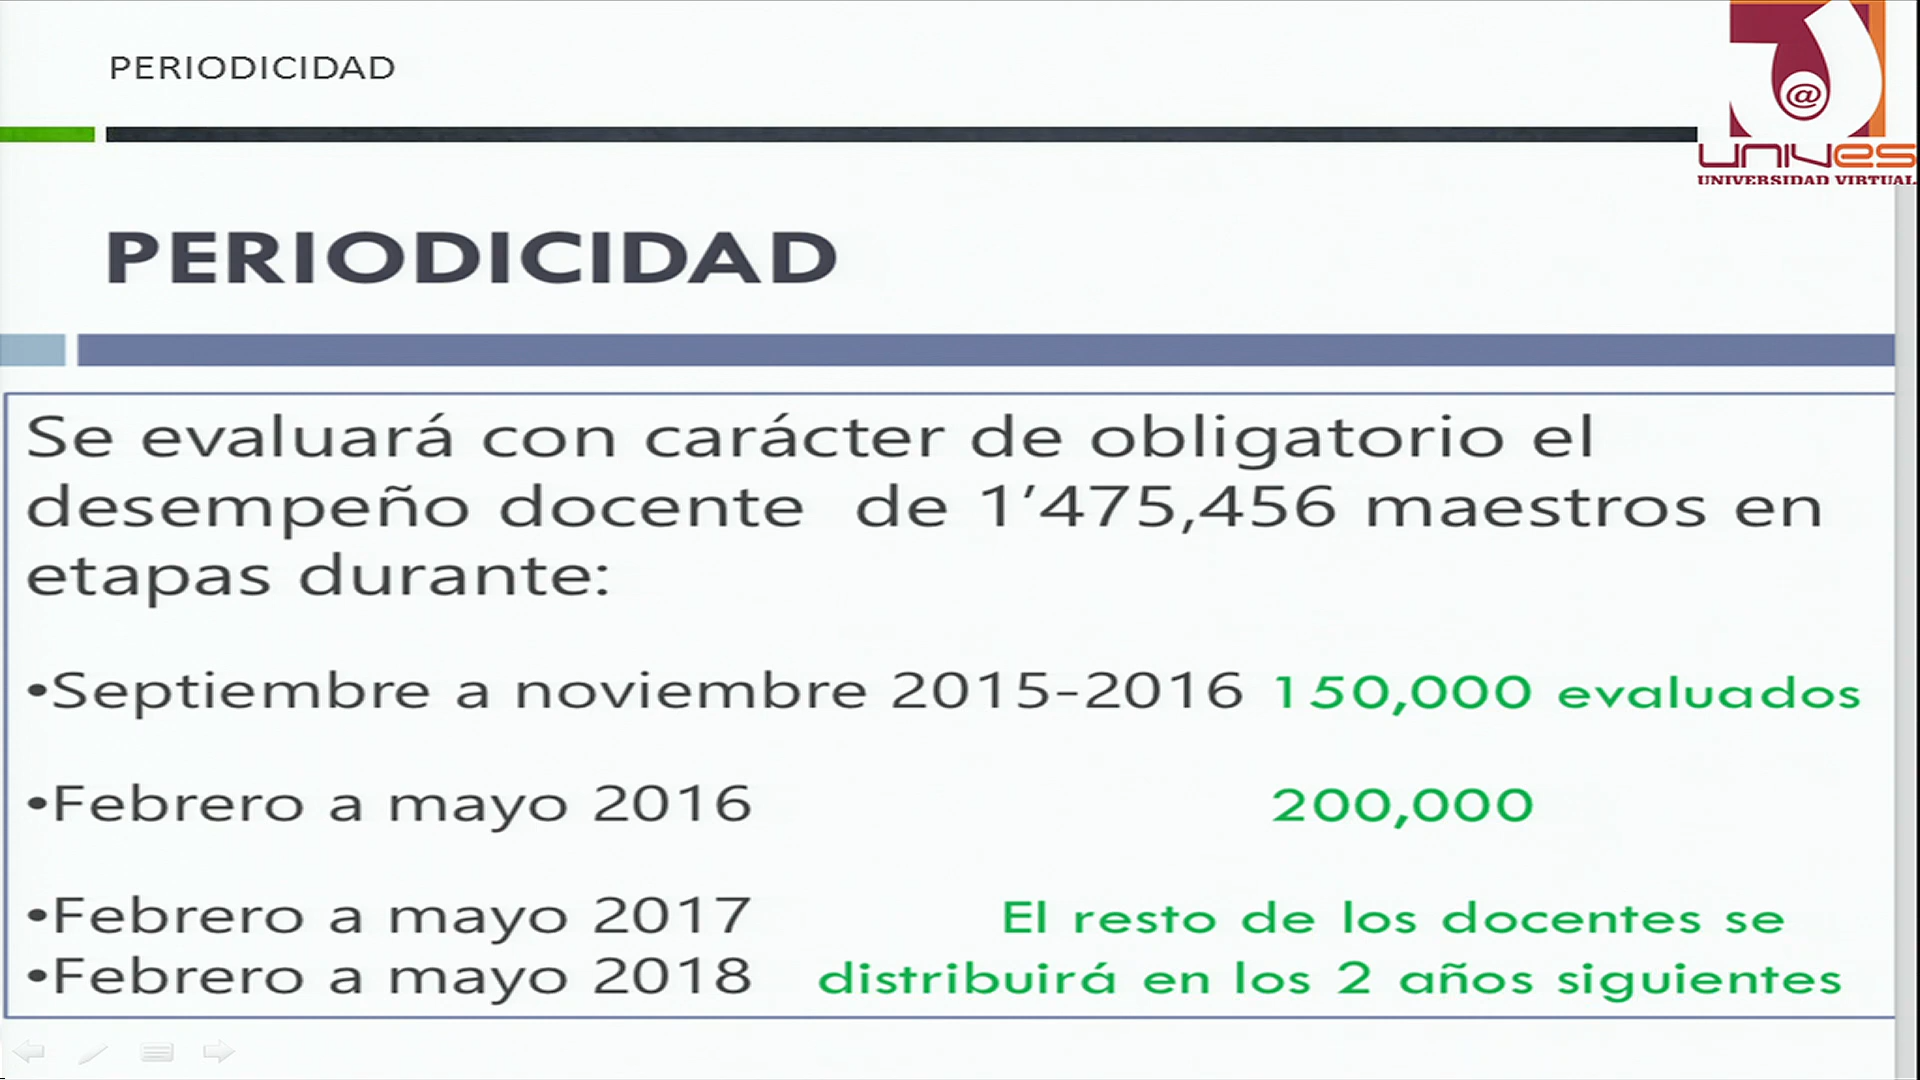 PERIODICIDAD
@
UNIVES
UNIVERSIDAD VIRTUAL
PERIODICIDAD
Se evaluará con carácter de obligatorio el
desempeño docente de 1’475,456 maestros en
etapas durante:
•Septiembre a noviembre 2015-2016 150,000 evaluados
•Febrero a mayo 2016 200,000
•Febrero a mayo 2017 El resto de los docentes se
•Febrero a mayo 2018 distribuirá en los 2 años siguientes